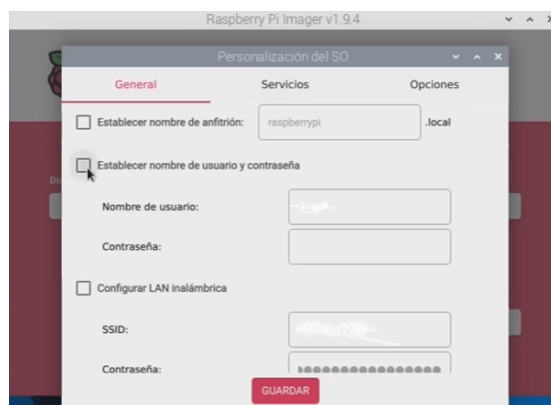 Raspberry Pi Imager v1.9.4
Personalización del SO
General Servicios Opciones
Establecer nombre de anfitrión: raspberrypi .local
Establecer nombre de usuario y contraseña
Nombre de usuario:
Contraseña:
Configurar LAN inalámbrica
SSID:
Contraseña:
GUARDAR